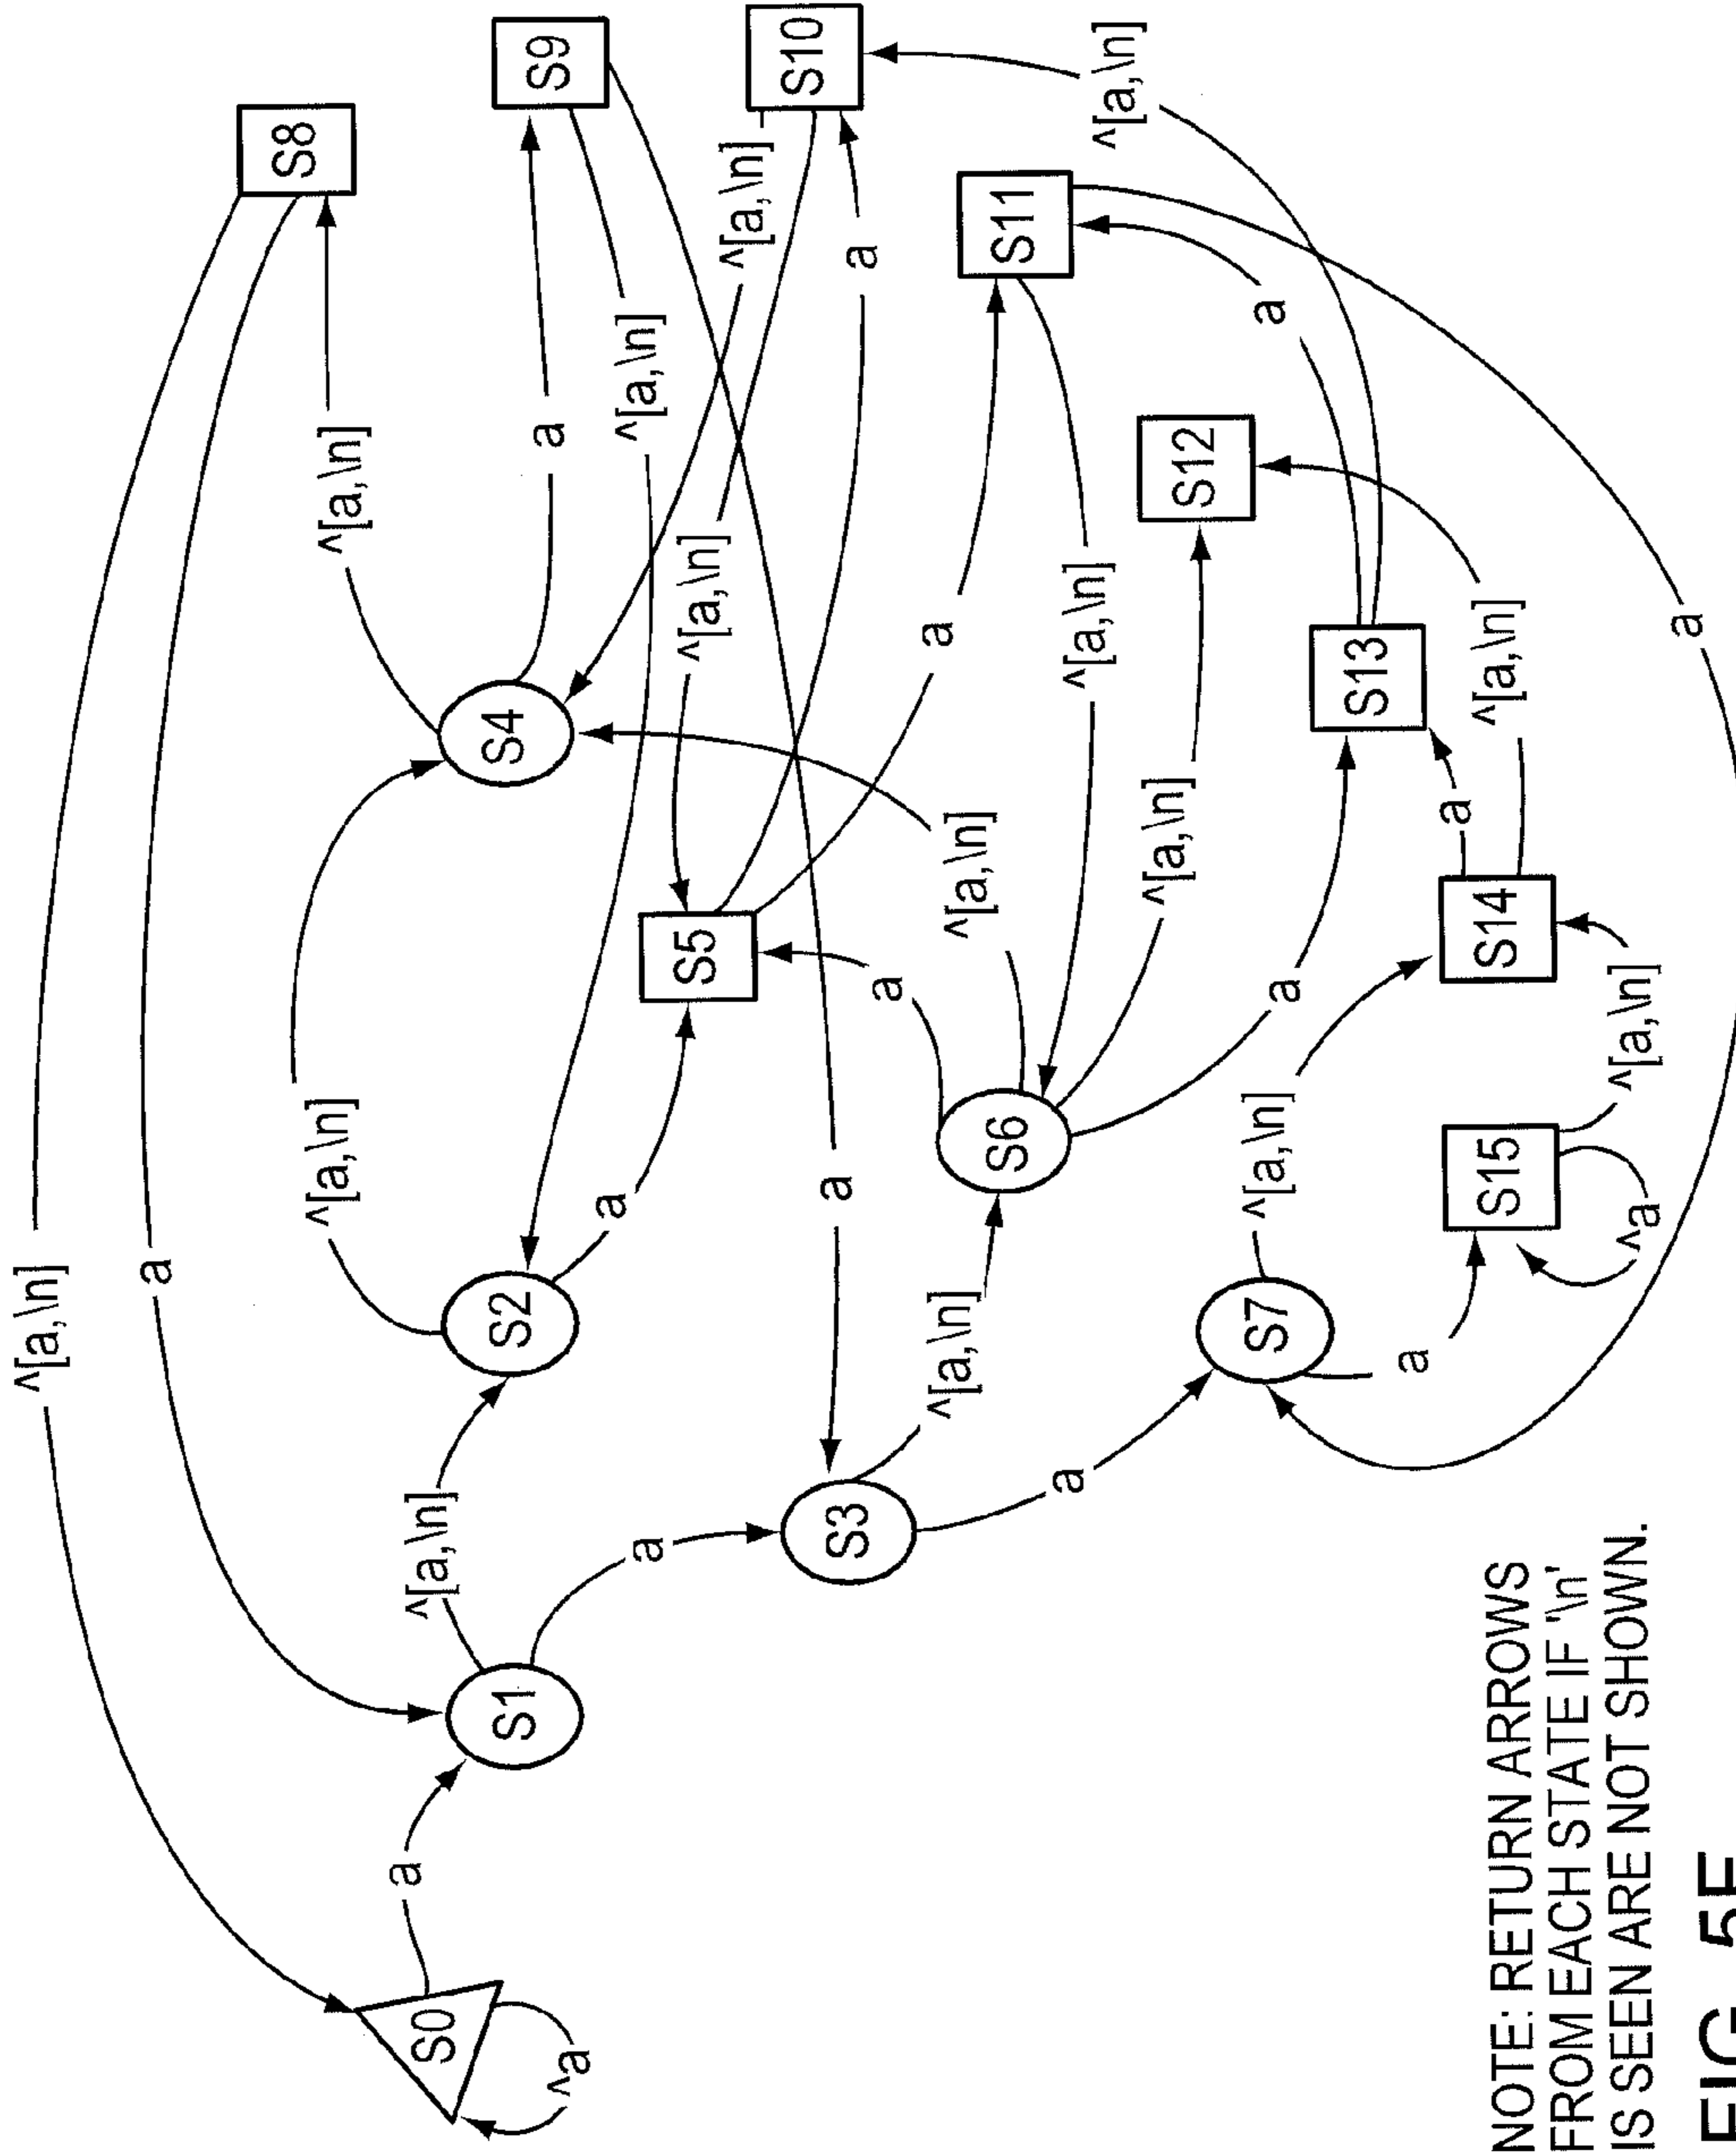 ^[a,\n]
a
S8
^[a,\n]
^[a,\n]
a
S0
^[a,\n]
S1
S2
S4
a
S9
^a
a
^[a,\n]
a
S5
^[a,\n]
^[a,\n]
S10
a
S3
a
a
a
^[a,\n]
^[a,\n]
S6
S11
a
^[a,\n]
^[a,\n]
^[a,\n]
S12
S7
^[a,\n]
a
a
S13
a
a
S15
S14
^[a,\n]
^a
^[a,\n]
a
NOTE: RETURN ARROWS
FROM EACH STATE IF '\n'
IS SEEN ARE NOT SHOWN.
FIG